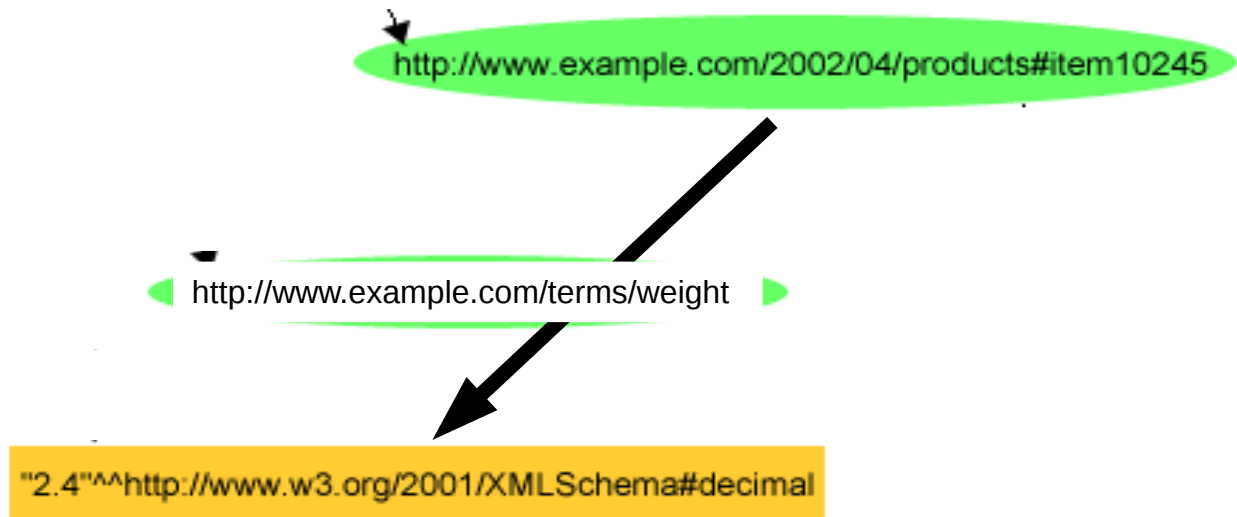 http://www.example.com/2002/04/products#item10245
http://www.example.com/terms/weight
"2.4"^^http://www.w3.org/2001/XMLSchema#decimal